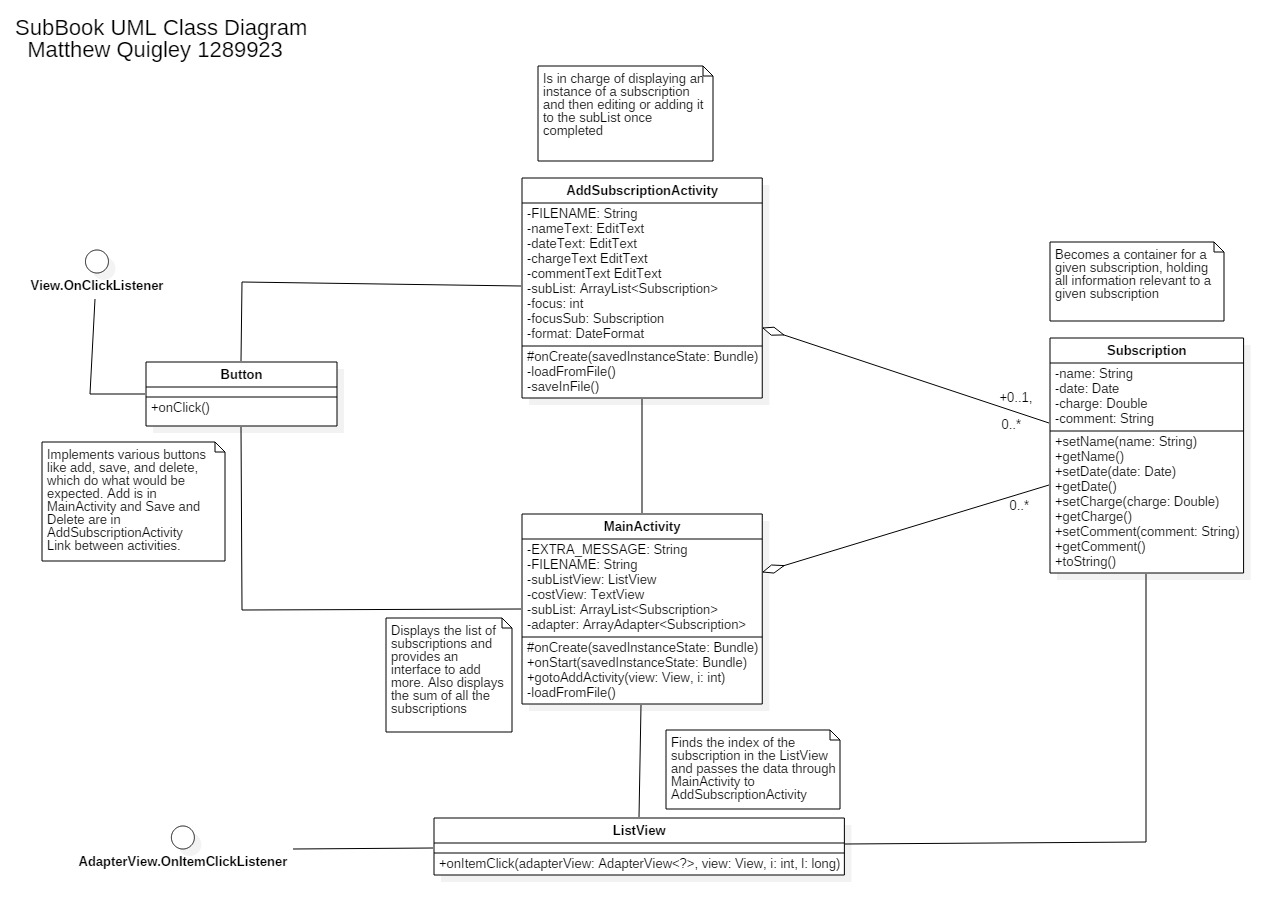 SubBook UML Class Diagram
Matthew Quigley 1289923
Is in charge of displaying an
instance of a subscription
and then editing or adding it
to the subList once
completed
AddSubscriptionActivity
-FILENAME: String
-nameText: EditText
-dateText: EditText
-chargeText EditText
-commentText EditText
-subList: ArrayList<Subscription>
-focus: int
-focusSub: Subscription
-format: DateFormat
#onCreate(savedInstanceState: Bundle)
-loadFromFile()
-saveInFile()
View.OnClickListener
Button
+onClick()
Implements various buttons
like add, save, and delete,
which do what would be
expected. Add is in
MainActivity and Save and
Delete are in
AddSubscriptionActivity
Link between activities.
Becomes a container for a
given subscription, holding
all information relevant to a
given subscription
Subscription
-name: String
-date: Date
-charge: Double
-comment: String
+setName(name: String)
+getName()
+setDate(date: Date)
+getDate()
+setCharge(charge: Double)
+getCharge()
+setComment(comment: String)
+getComment()
+toString()
+0..1,
0..*
0..*
MainActivity
-EXTRA_MESSAGE: String
-FILENAME: String
-subListView: ListView
-costView: TextView
-subList: ArrayList<Subscription>
-adapter: ArrayAdapter<Subscription>
#onCreate(savedInstanceState: Bundle)
+onStart(savedInstanceState: Bundle)
+gotoAddActivity(view: View, i: int)
-loadFromFile()
Displays the list of
subscriptions and
provides an
interface to add
more. Also displays
the sum of all the
subscriptions
Finds the index of the
subscription in the ListView
and passes the data through
MainActivity to
AddSubscriptionActivity
AdapterView.OnItemClickListener
ListView
+onItemClick(adapterView: AdapterView<?>, view: View, i: int, l: long)